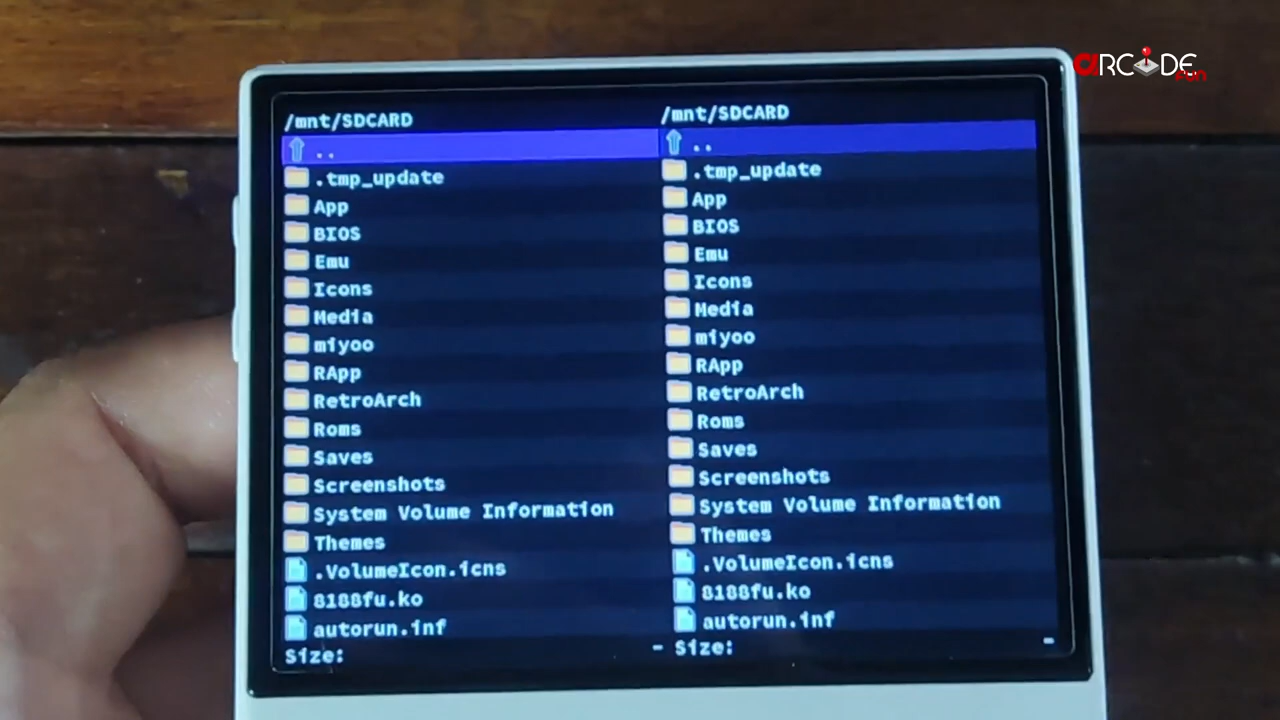 aRCADE
Fun
/mnt/SDCARD
..
.tmp_update
App
BIOS
Emu
Icons
Media
miyoo
RApp
RetroArch
Roms
Saves
Screenshots
System Volume Information
Themes
.VolumeIcon.icns
8188fu.ko
autorun.inf
Size: -
/mnt/SDCARD
..
.tmp_update
App
BIOS
Emu
Icons
Media
miyoo
RApp
RetroArch
Roms
Saves
Screenshots
System Volume Information
Themes
.VolumeIcon.icns
8188fu.ko
autorun.inf
Size: -